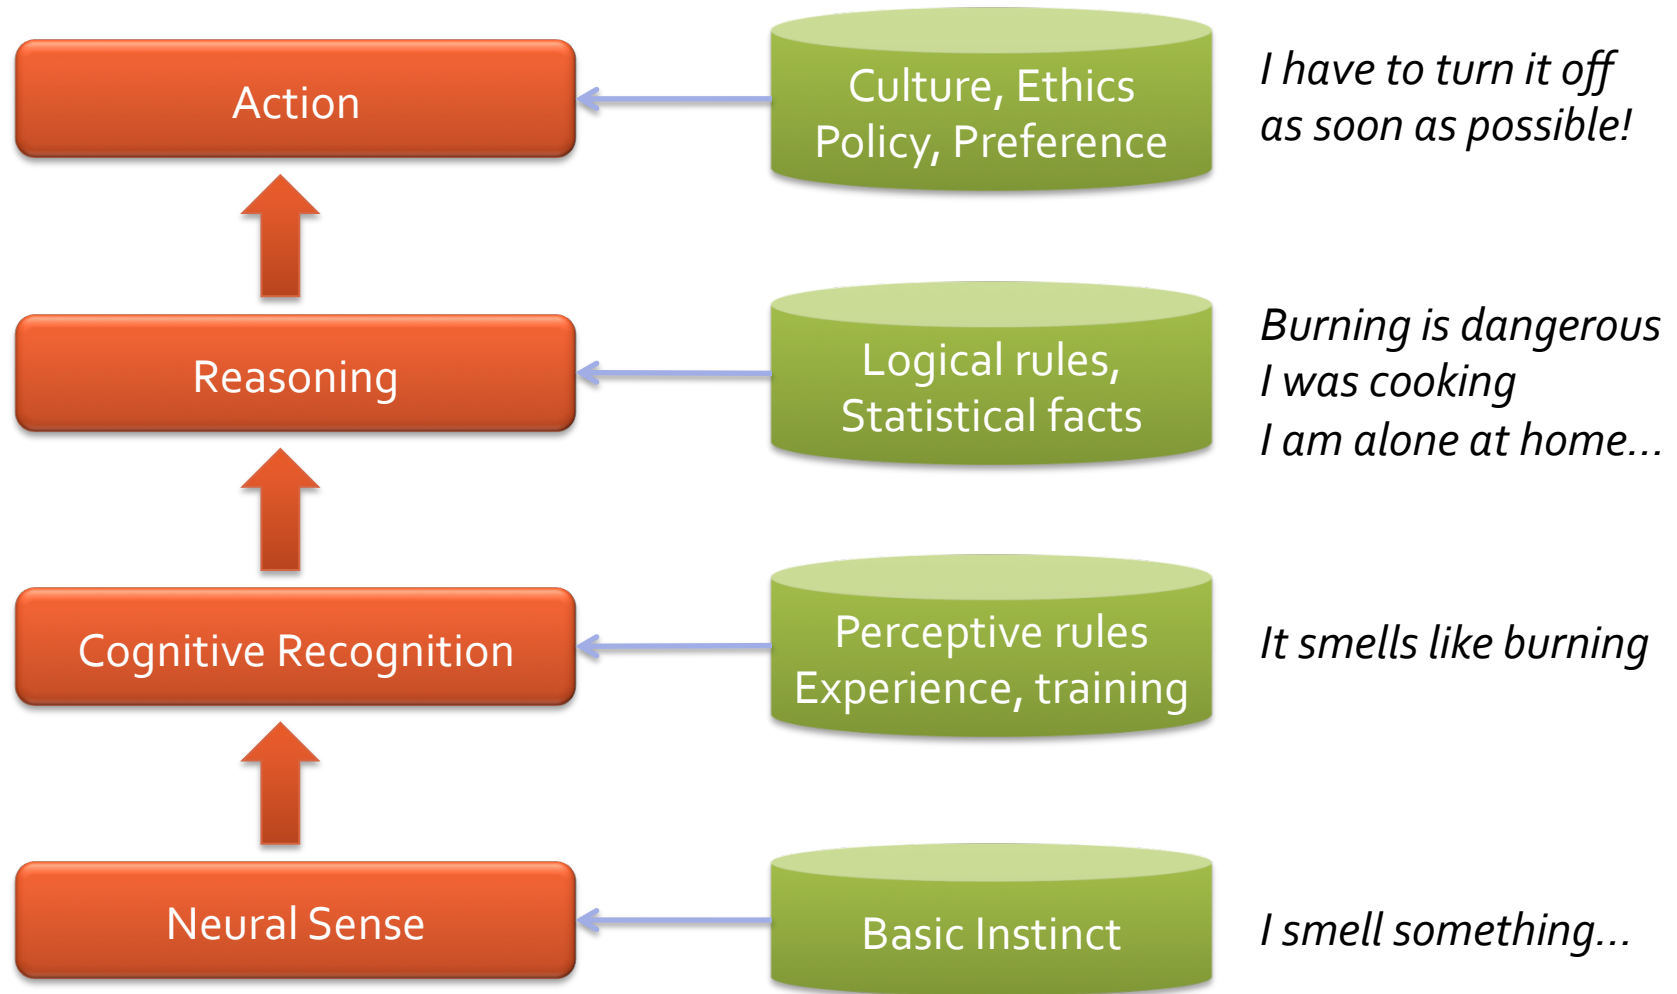 Action
Culture, Ethics
Policy, Preference
I have to turn it off
as soon as possible!
Reasoning
Logical rules,
Statistical facts
Burning is dangerous
I was cooking
I am alone at home...
Cognitive Recognition
Perceptive rules
Experience, training
It smells like burning
Neural Sense
Basic Instinct
I smell something...